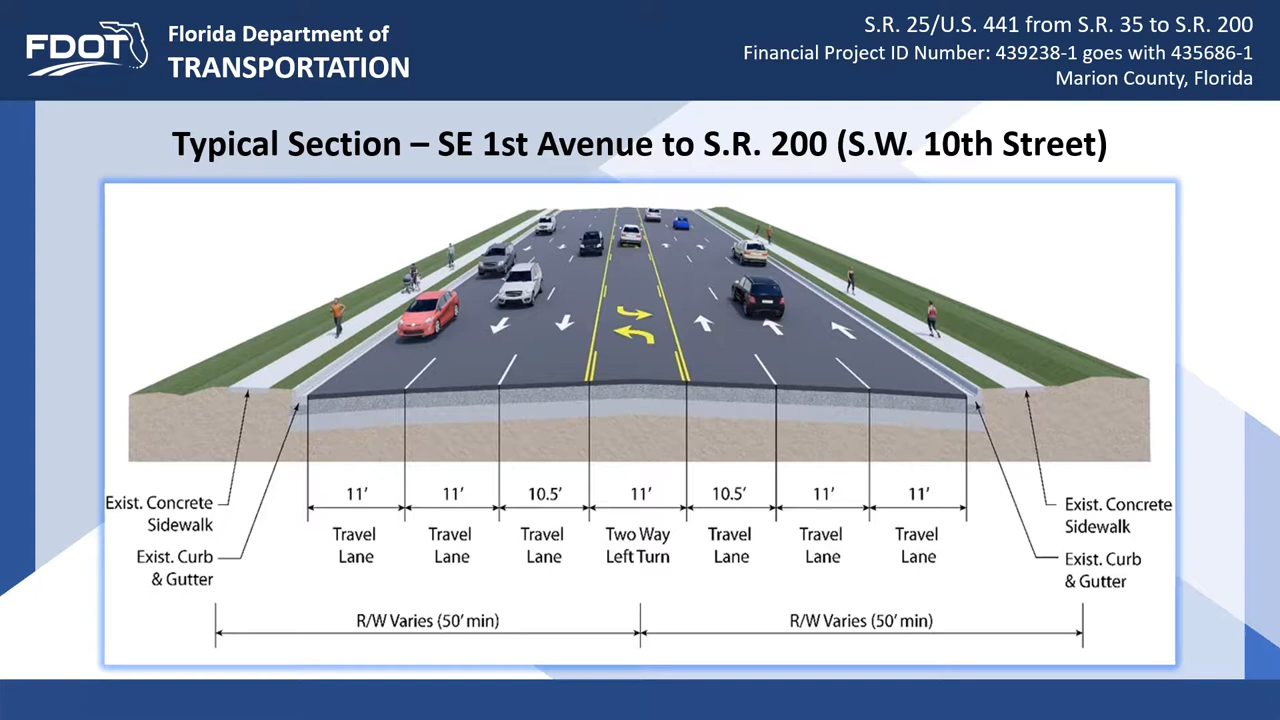 FDOT
Florida Department of
TRANSPORTATION
S.R. 25/U.S. 441 from S.R. 35 to S.R. 200
Financial Project ID Number: 439238-1 goes with 435686-1
Marion County, Florida
Typical Section – SE 1st Avenue to S.R. 200 (S.W. 10th Street)
Exist. Concrete
Sidewalk
Exist. Curb
& Gutter
11’
Travel
Lane
11’
Travel
Lane
10.5’
Travel
Lane
11’
Two Way
Left Turn
10.5’
Travel
Lane
11’
Travel
Lane
11’
Travel
Lane
Exist. Concrete
Sidewalk
Exist. Curb
& Gutter
R/W Varies (50’ min)
R/W Varies (50’ min)